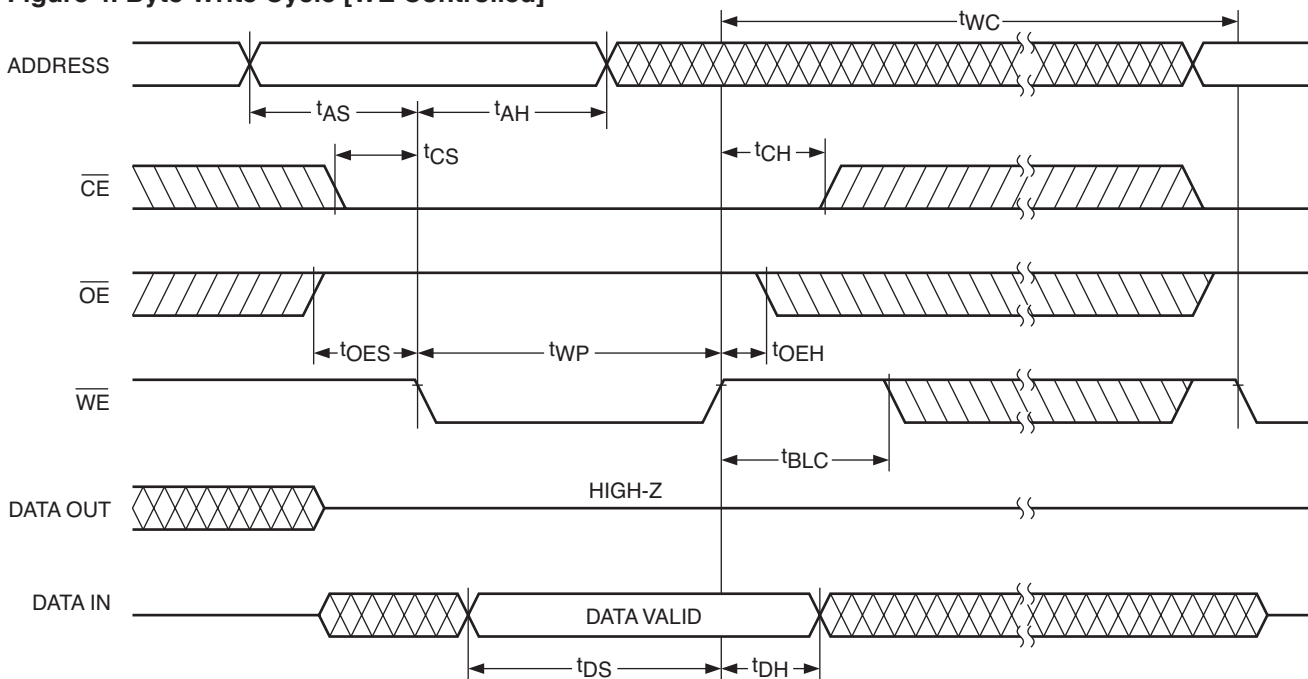 Figure 4. Byte Write Cycle [WE Controlled]
tWC
ADDRESS
tAS
tAH
tCS
tCH
CE
OE
tOES
tWP
tOEH
WE
tBLC
HIGH-Z
DATA OUT
DATA IN
DATA VALID
tDS
tDH